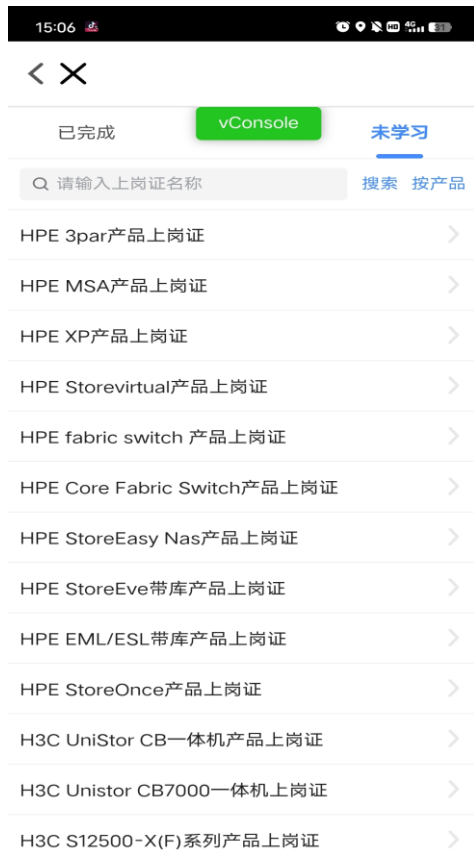 15:06 HD 4G 31
已完成 vConsole 未学习
请输入上岗证名称 搜索 按产品
HPE 3par产品上岗证
HPE MSA产品上岗证
HPE XP产品上岗证
HPE Storevirtual产品上岗证
HPE fabric switch 产品上岗证
HPE Core Fabric Switch产品上岗证
HPE StoreEasy Nas产品上岗证
HPE StoreEve带库产品上岗证
HPE EML/ESL带库产品上岗证
HPE StoreOnce产品上岗证
H3C UniStor CB一体机产品上岗证
H3C Unistor CB7000一体机上岗证
H3C S12500-X(F)系列产品上岗证